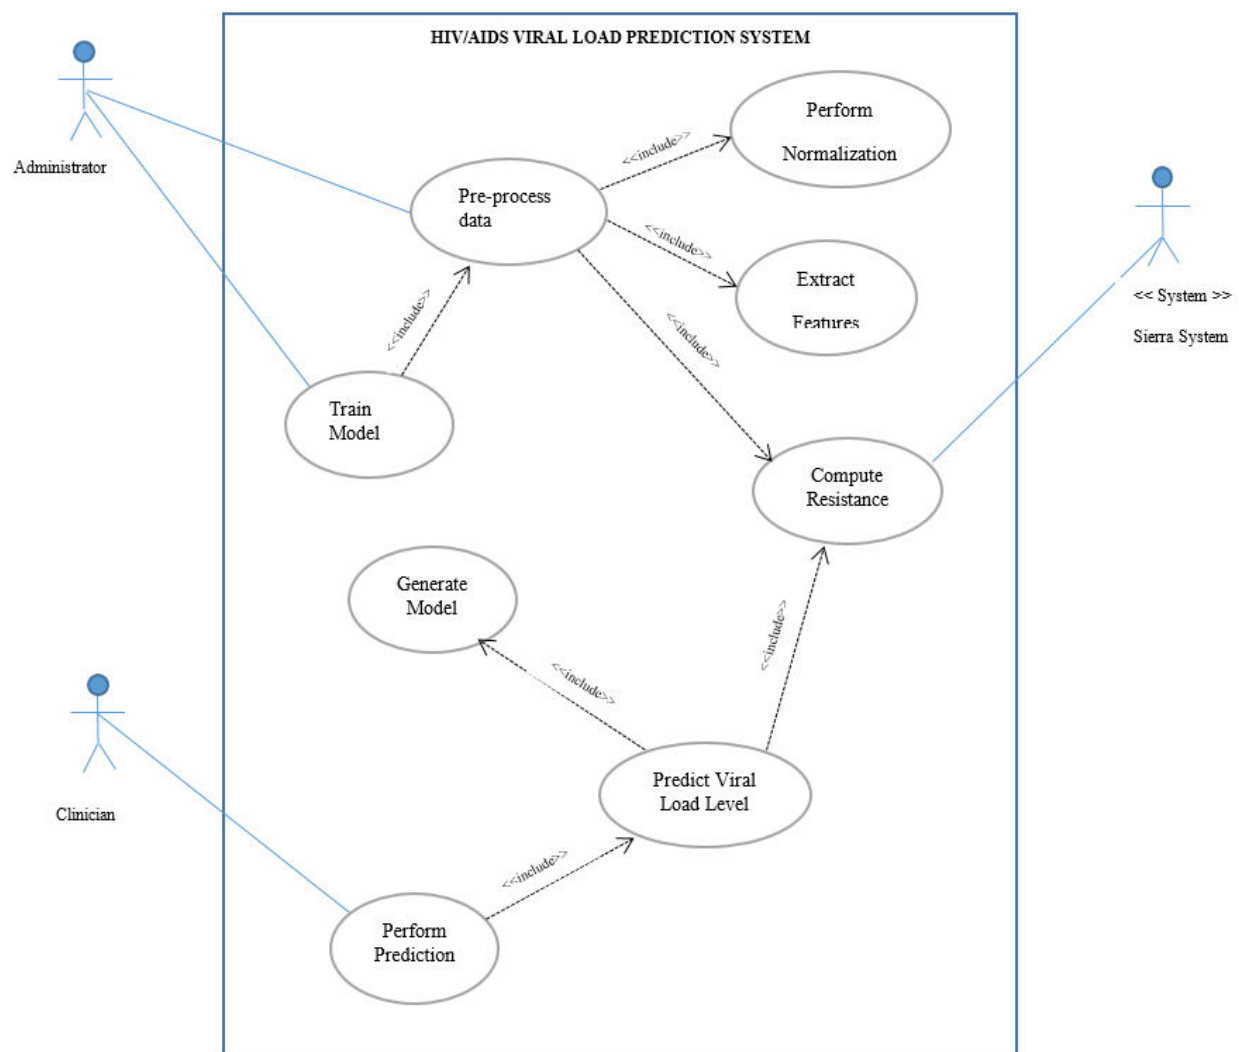 HIV/AIDS VIRAL LOAD PREDICTION SYSTEM
Administrator
Perform
Normalization
<<include>>
Pre-process
data
<<include>>
Extract
Features
<< System >>
Sierra System
<<include>>
<<include>>
Train
Model
Compute
Resistance
Generate
Model
<<include>>
<<include>>
Predict Viral
Load Level
Clinician
<<include>>
Perform
Prediction